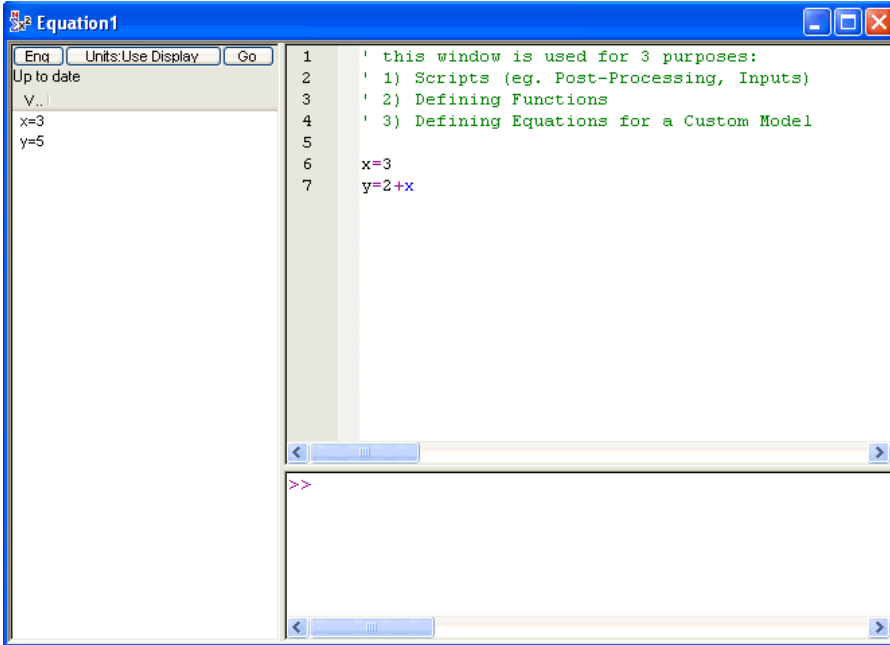 Equation1
Eng Units:Use Display Go
Up to date
V..
x=3
y=5
1 ' this window is used for 3 purposes:
2 ' 1) Scripts (eg. Post-Processing, Inputs)
3 ' 2) Defining Functions
4 ' 3) Defining Equations for a Custom Model
5
6 x=3
7 y=2+x
>>